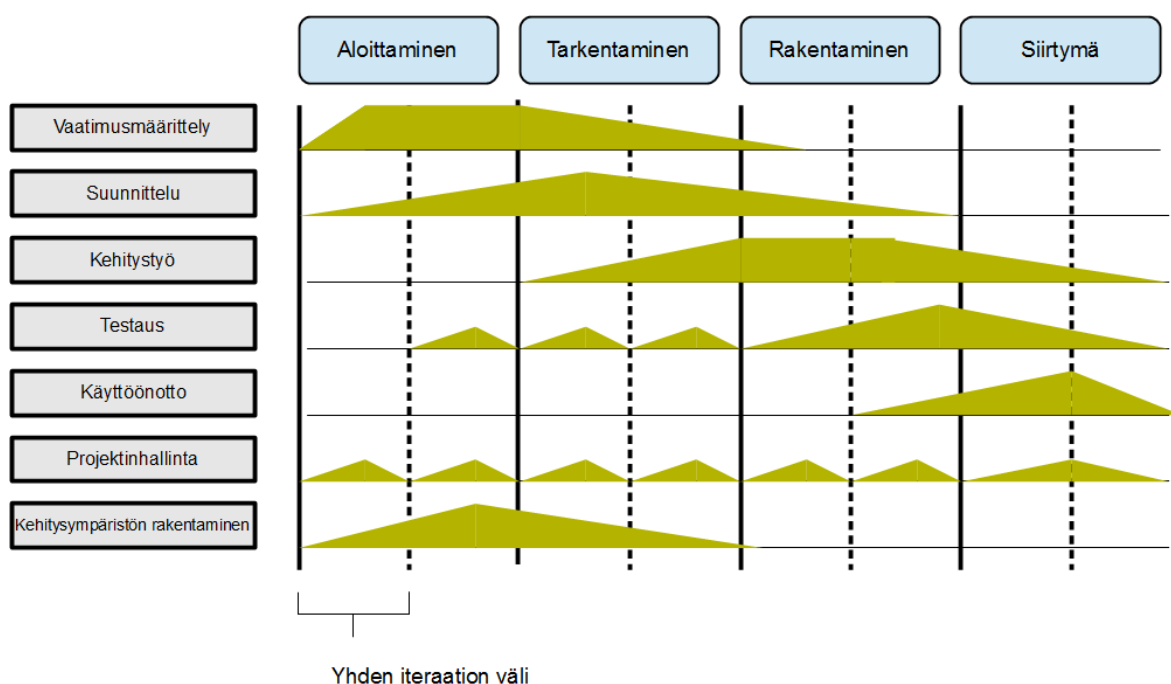 Aloittaminen
Tarkentaminen
Rakentaminen
Siirtymä
Vaatimusmäärittely
Suunnittelu
Kehitystyö
Testaus
Käyttöönotto
Projektinhallinta
Kehitysympäristön rakentaminen
Yhden iteraation väli